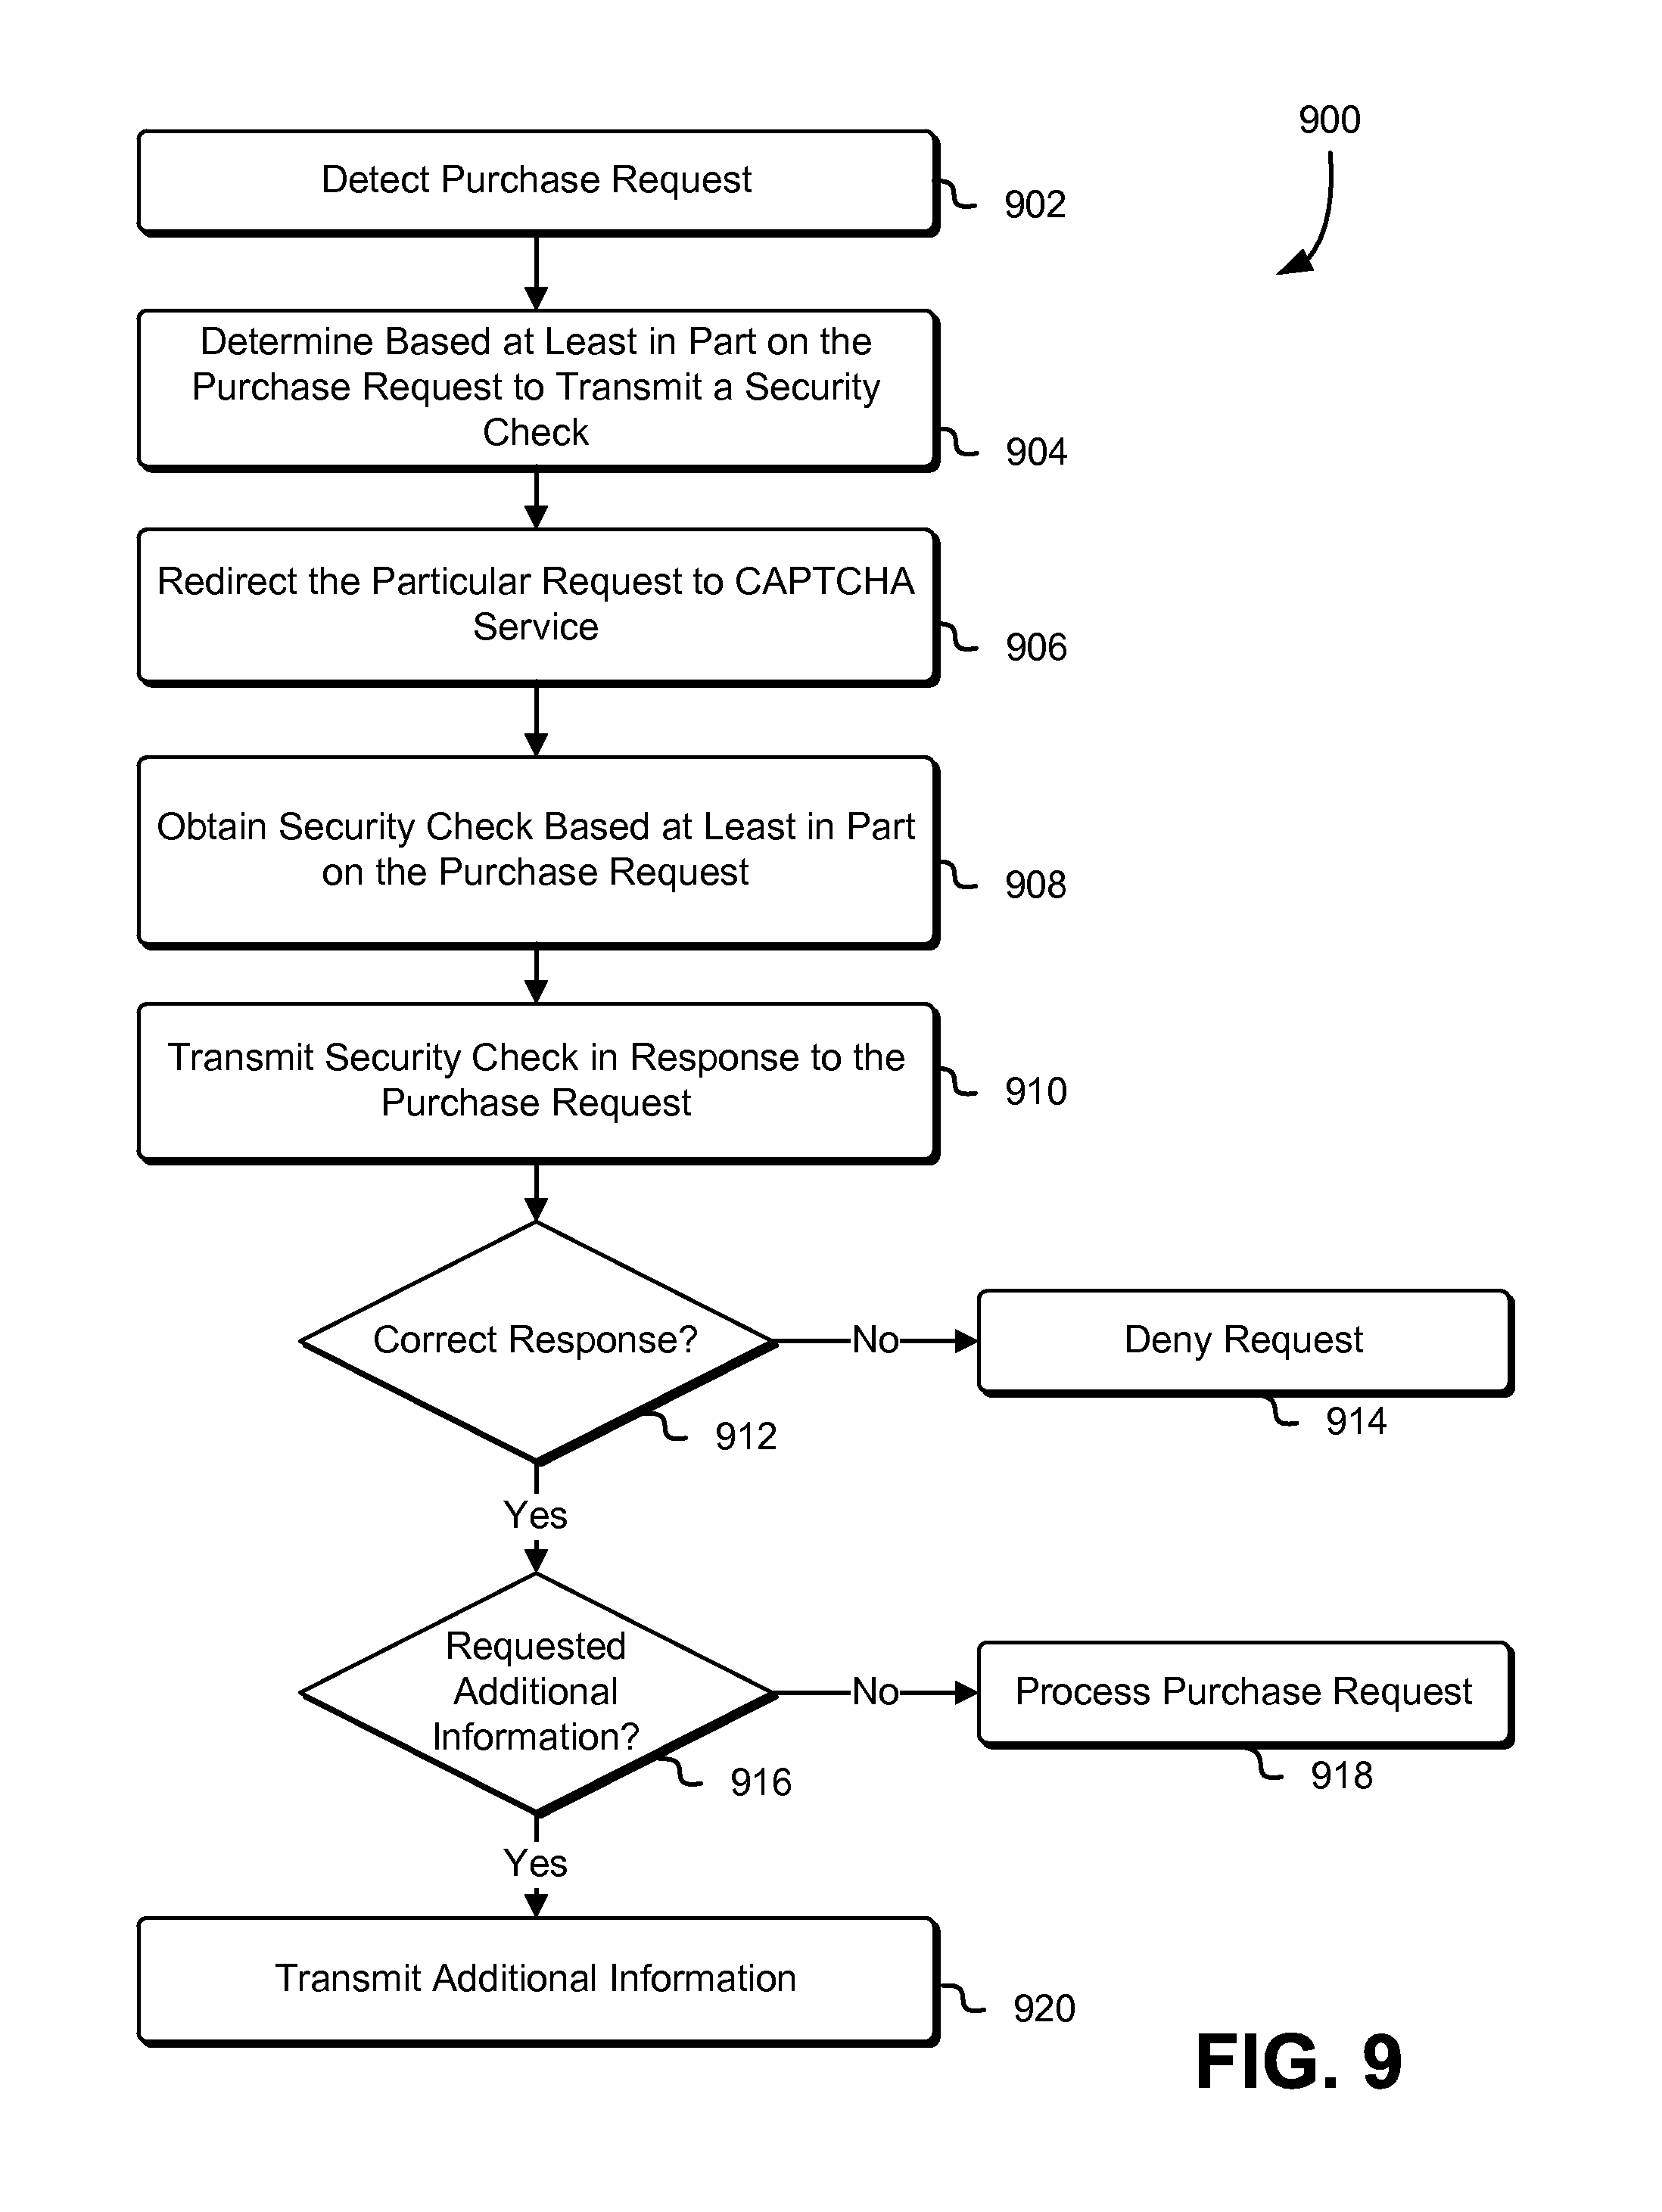 900
Detect Purchase Request
902
Determine Based at Least in Part on the
Purchase Request to Transmit a Security
Check
904
Redirect the Particular Request to CAPTCHA
Service
906
Obtain Security Check Based at Least in Part
on the Purchase Request
908
Transmit Security Check in Response to the
Purchase Request
910
Correct Response?
No
Deny Request
912
914
Yes
Requested
Additional
Information?
No
Process Purchase Request
916
918
Yes
Transmit Additional Information
920
FIG. 9